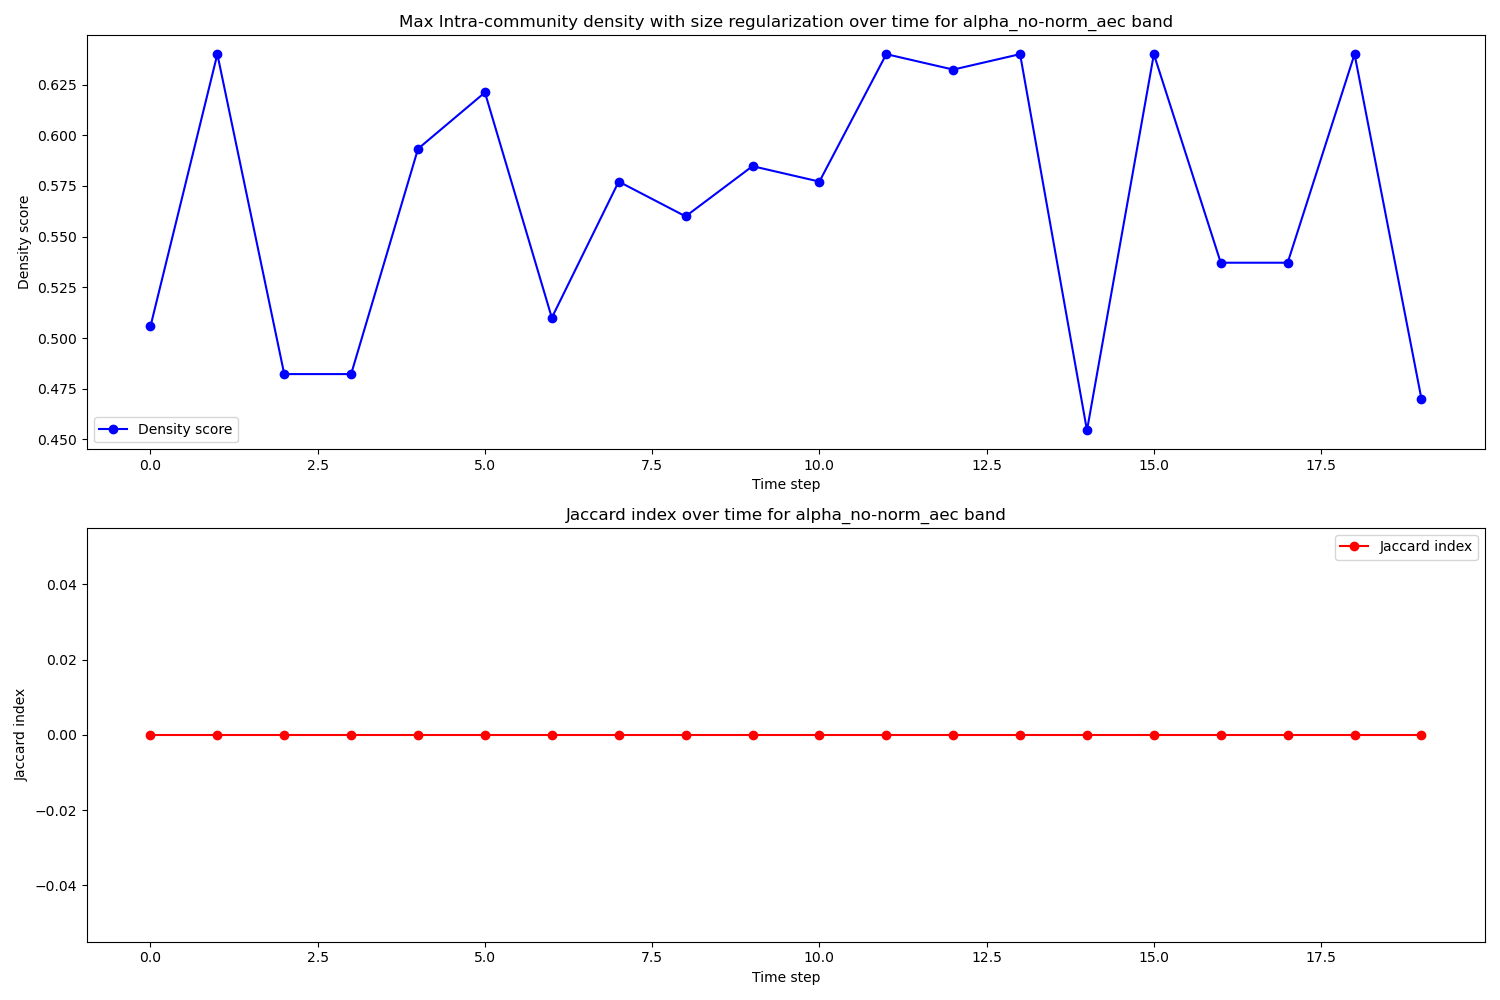 Max Intra-community density with size regularization over time for alpha_no-norm_aec band
Density score
0.625
0.600
0.575
0.550
0.525
0.500
0.475
0.450
Density score
0.0 2.5 5.0 7.5 10.0 12.5 15.0 17.5
Time step
Jaccard index over time for alpha_no-norm_aec band
Jaccard index
Jaccard index
0.04
0.02
0.00
−0.02
−0.04
0.0 2.5 5.0 7.5 10.0 12.5 15.0 17.5
Time step